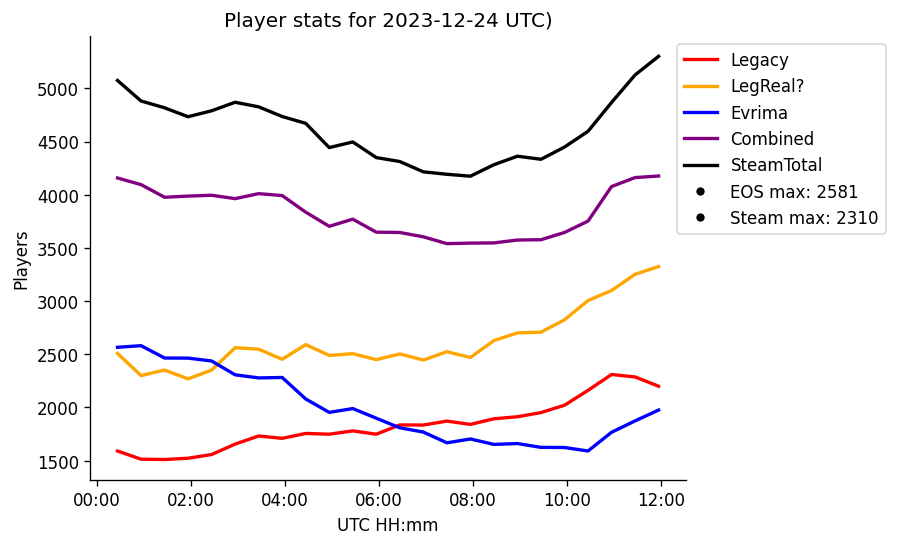 Player stats for 2023-12-24 UTC)
Legacy
LegReal?
Evrima
Combined
SteamTotal
EOS max: 2581
Steam max: 2310
Players
5000
4500
4000
3500
3000
2500
2000
1500
00:00 02:00 04:00 06:00 08:00 10:00 12:00
UTC HH:mm